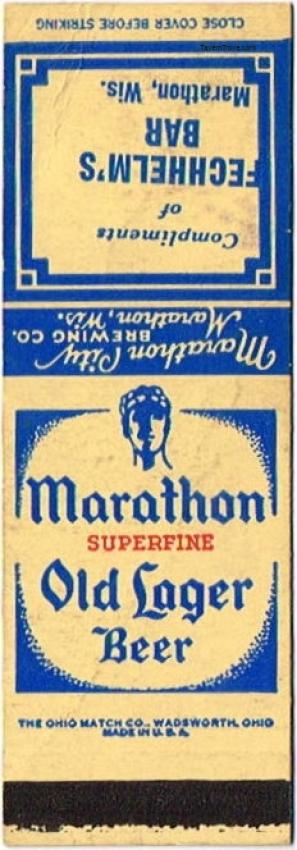 CLOSE COVER BEFORE STRIKING
Compliments
of
FECHHELM'S
BAR
Marathon, Wis.
Marathon City
BREWING CO.
Marathon, Wis.
Marathon
SUPERFINE
Old Lager
Beer
THE OHIO MATCH CO., WADSWORTH, OHIO
MADE IN U.S.A.